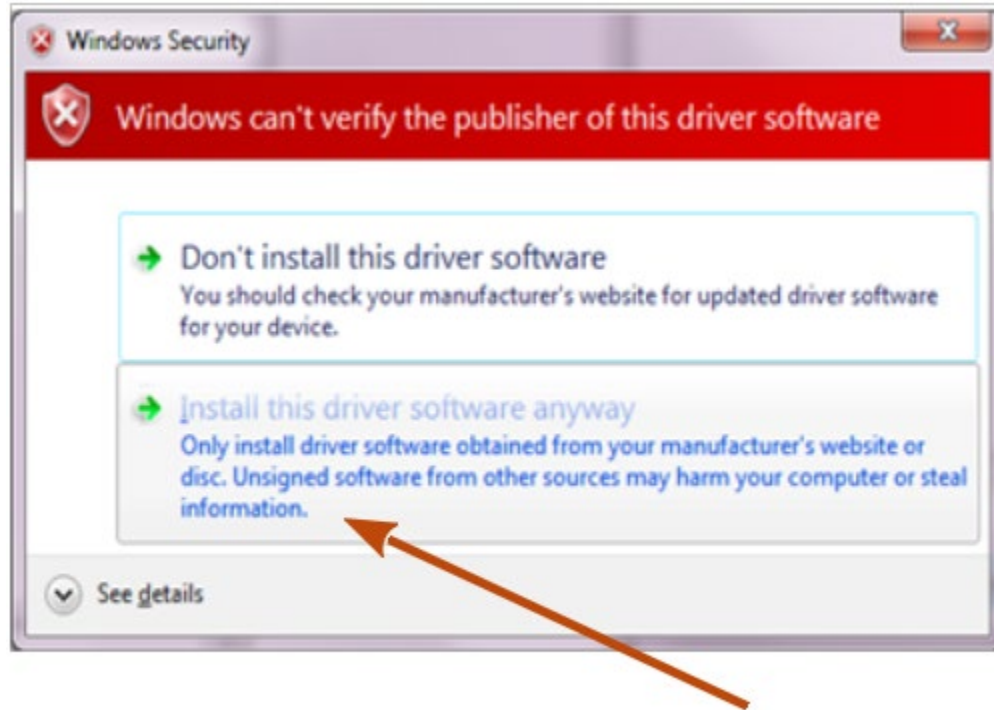 Windows Security
Windows can't verify the publisher of this driver software
Don't install this driver software
You should check your manufacturer's website for updated driver software
for your device.
Install this driver software anyway
Only install driver software obtained from your manufacturer's website or
disc. Unsigned software from other sources may harm your computer or steal
information.
See details